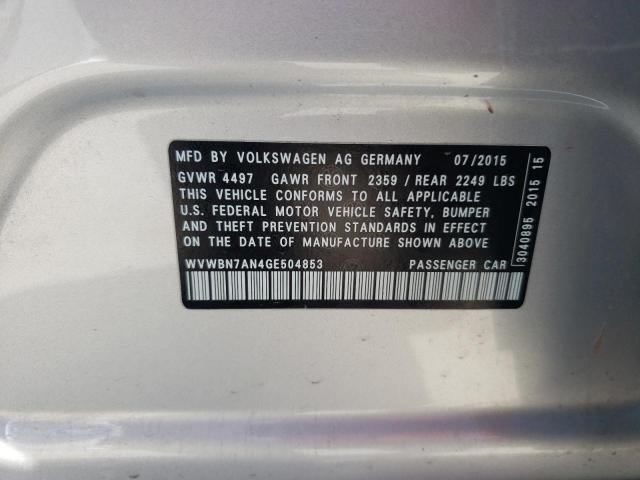 MFD BY VOLKSWAGEN AG GERMANY 07/2015
GVWR 4497 GAWR FRONT 2359 / REAR 2249 LBS
THIS VEHICLE CONFORMS TO ALL APPLICABLE
U.S. FEDERAL MOTOR VEHICLE SAFETY, BUMPER
AND THEFT PREVENTION STANDARDS IN EFFECT
ON THE DATE OF MANUFACTURE SHOWN ABOVE
WVWBN7AN4GE504853 PASSENGER CAR
3040895 2015 15